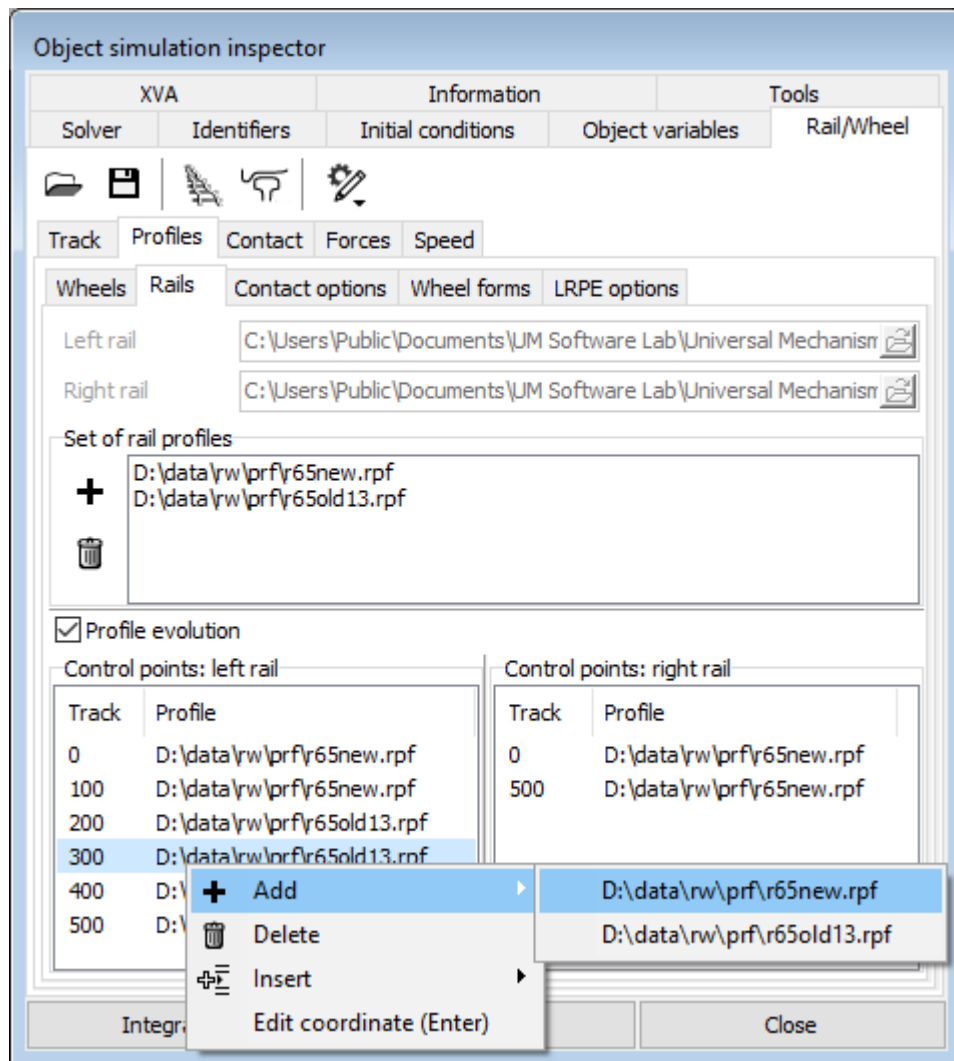 Object simulation inspector
XVA Information Tools
Solver Identifiers Initial conditions Object variables Rail/Wheel
Track Profiles Contact Forces Speed
Wheels Rails Contact options Wheel forms LRPE options
Left rail C:\Users\Public\Documents\UM Software Lab\Universal Mechanism
Right rail C:\Users\Public\Documents\UM Software Lab\Universal Mechanism
Set of rail profiles
D:\data\rw\prf\r65new.rpf
D:\data\rw\prf\r65old13.rpf
Profile evolution
Control points: left rail Control points: right rail
Track Profile Track Profile
0 D:\data\rw\prf\r65new.rpf 0 D:\data\rw\prf\r65new.rpf
100 D:\data\rw\prf\r65new.rpf 500 D:\data\rw\prf\r65new.rpf
200 D:\data\rw\prf\r65old13.rpf
300 D:\data\rw\prf\r65old13.rpf
400 D:\
500 D:\
Add D:\data\rw\prf\r65new.rpf
Delete D:\data\rw\prf\r65old13.rpf
Insert
Edit coordinate (Enter)
Integra Close